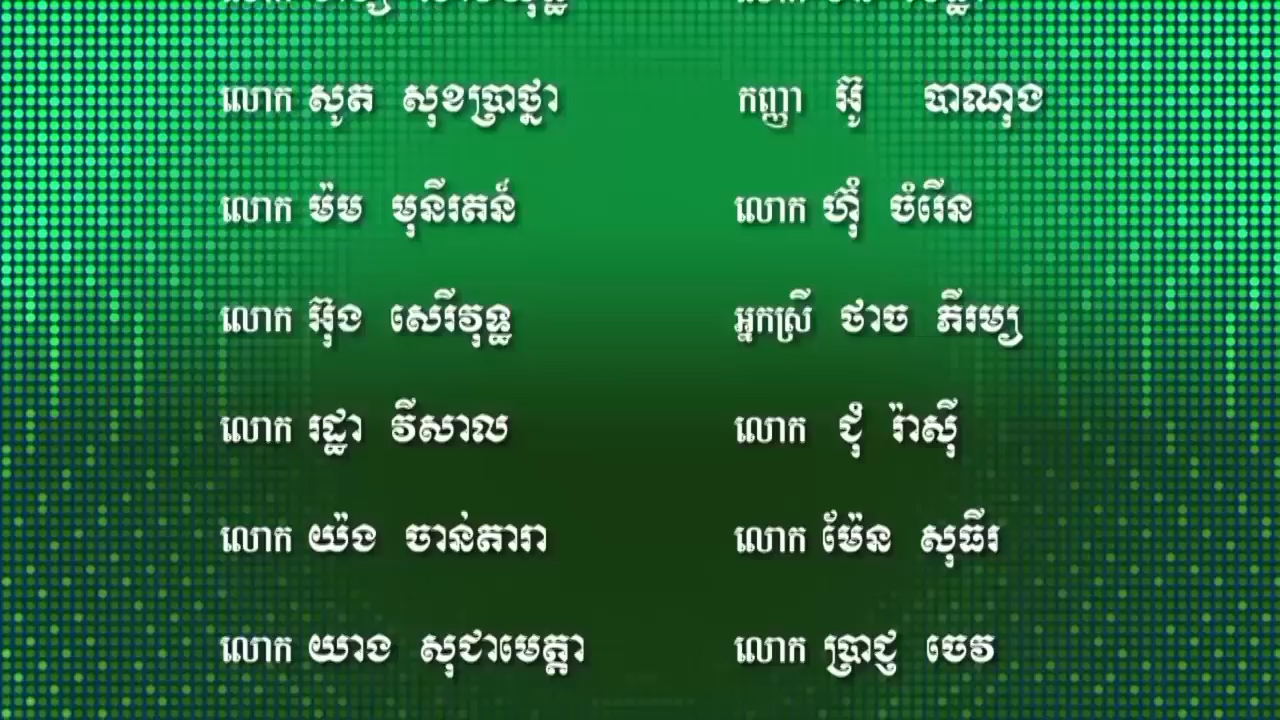 លោក សូត សុខប្រាថ្នា
កញ្ញា អ៊ូ បាណុង
លោក ម៉ម មុនីរតន៍
លោក ហ៊ុំ ចំរើន
លោក អ៊ុង សេរីវុទ្ធ
អ្នកស្រី ថាច ភីរម្យ
លោក រដ្ឋា វីសាល
លោក ជុំ រ៉ាស៊ី
លោក យ៉ង ចាន់តារា
លោក ម៉ែន សុធីរ
លោក យាង សុជាមេត្តា
លោក ប្រាជ្ញ ចេវ